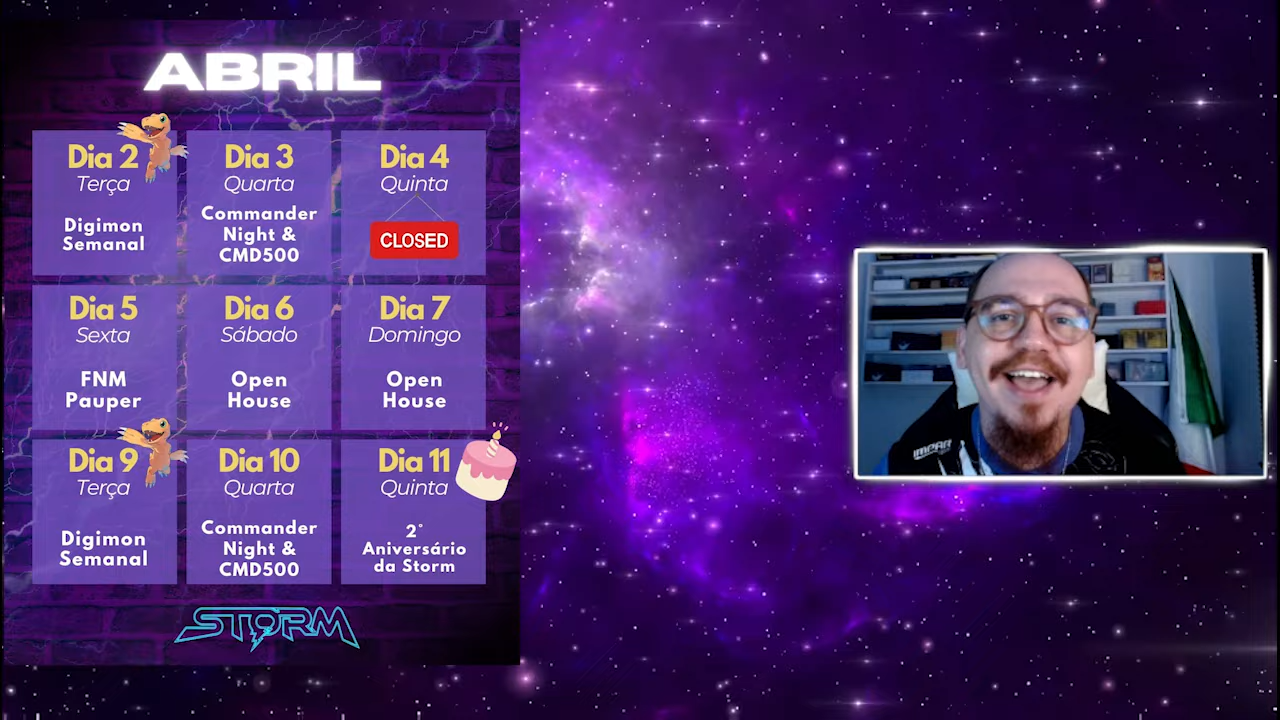 ABRIL
Dia 2
Terça
Digimon
Semanal
Dia 3
Quarta
Commander
Night &
CMD500
Dia 4
Quinta
CLOSED
Dia 5
Sexta
FNM
Pauper
Dia 6
Sábado
Open
House
Dia 7
Domingo
Open
House
Dia 9
Terça
Digimon
Semanal
Dia 10
Quarta
Commander
Night &
CMD500
Dia 11
Quinta
2°
Aniversário
da Storm
STORM
IMPAR